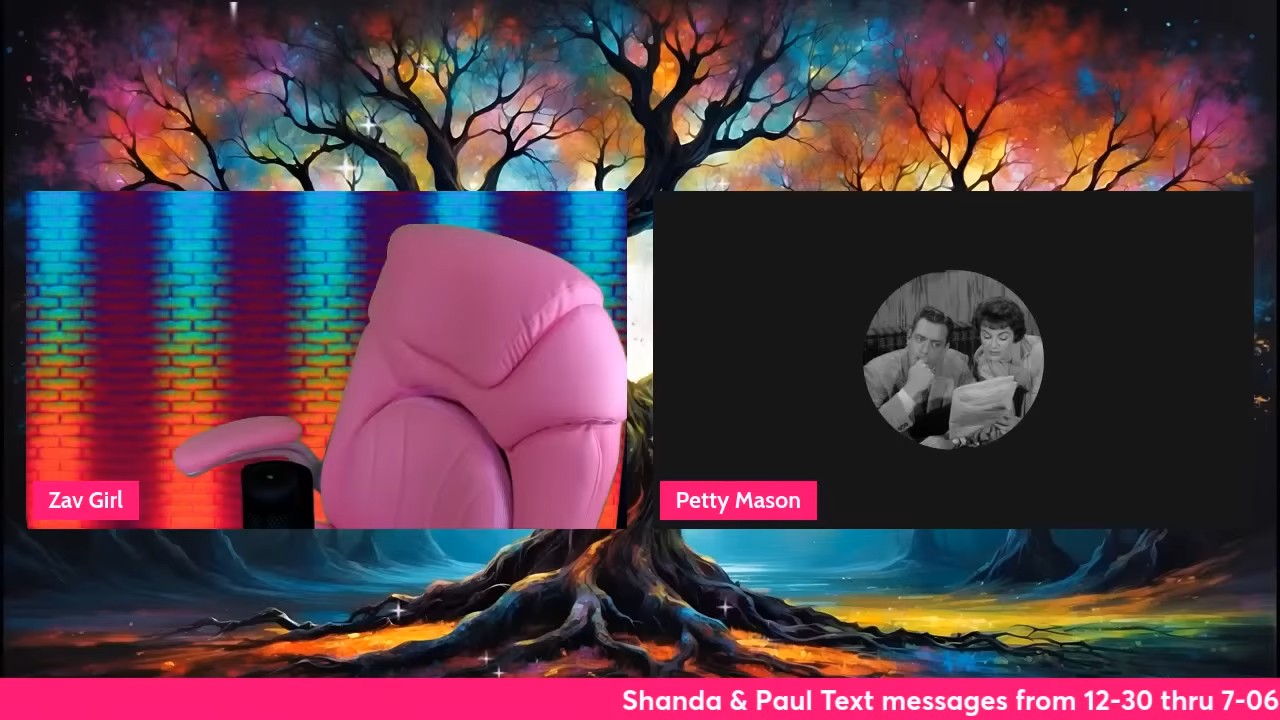 Zav Girl
Petty Mason
Shanda & Paul Text messages from 12-30 thru 7-06